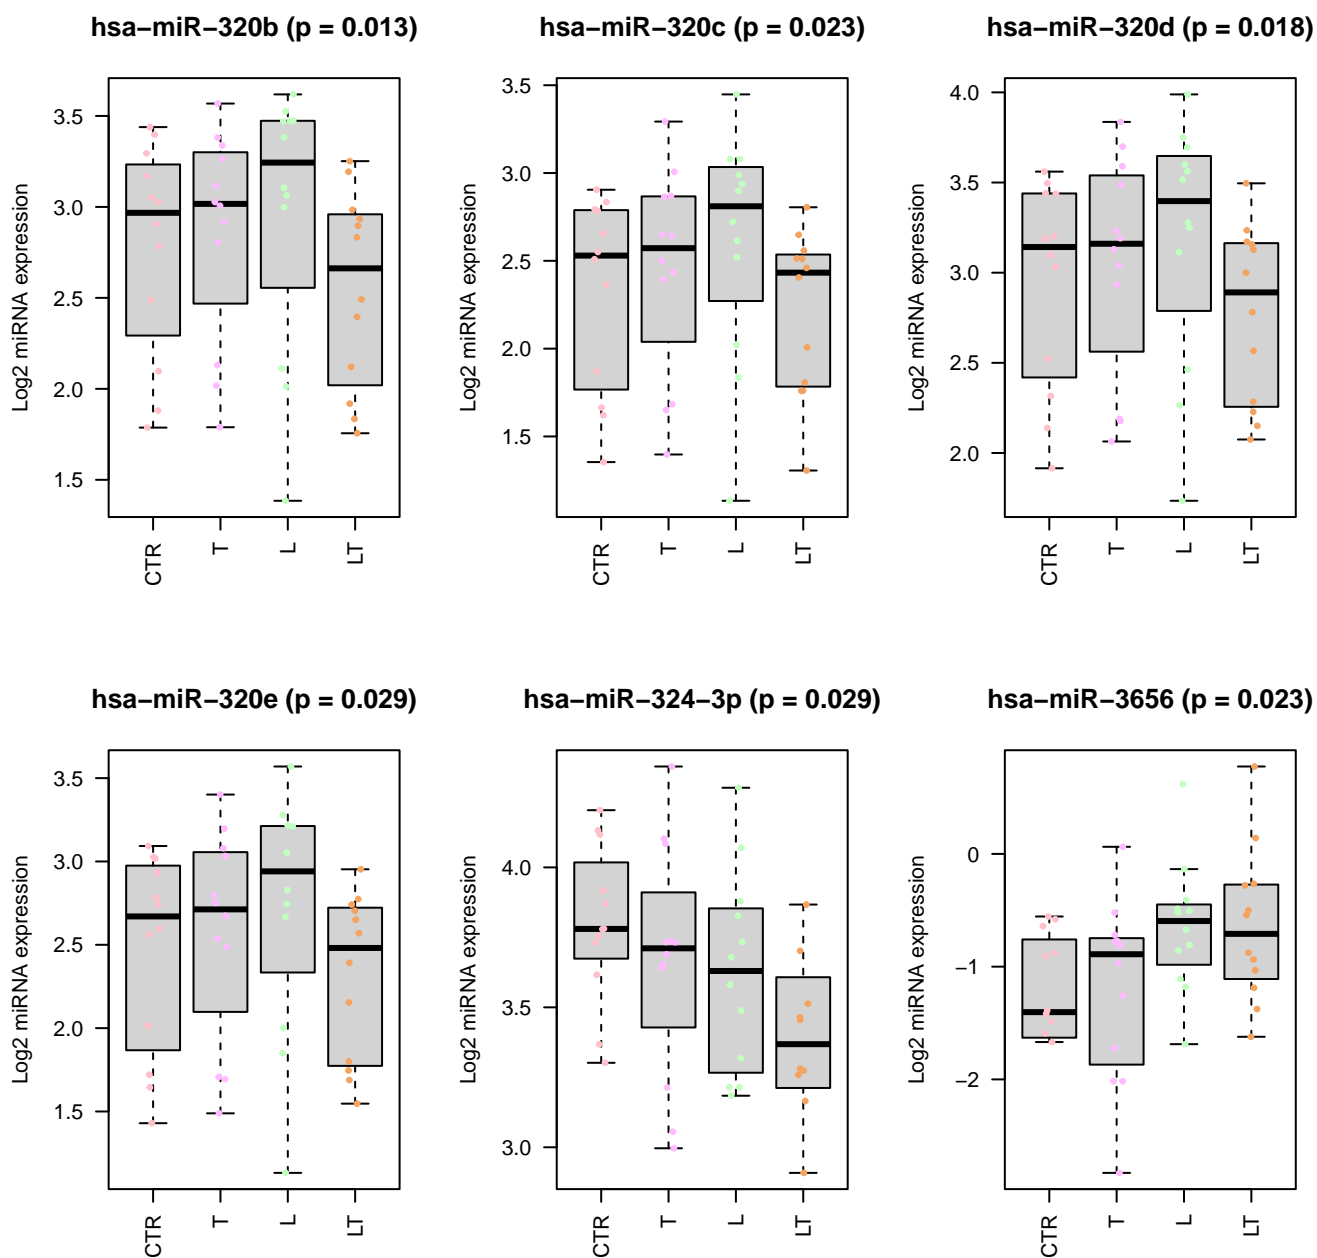 hsa−miR−320b (p = 0.013)
Log2 miRNA expression
3.5
3.0
2.5
2.0
1.5
CTR
T
L
LT
hsa−miR−320c (p = 0.023)
Log2 miRNA expression
3.5
3.0
2.5
2.0
1.5
CTR
T
L
LT
hsa−miR−320d (p = 0.018)
Log2 miRNA expression
4.0
3.5
3.0
2.5
2.0
CTR
T
L
LT
hsa−miR−320e (p = 0.029)
Log2 miRNA expression
3.5
3.0
2.5
2.0
1.5
CTR
T
L
LT
hsa−miR−324−3p (p = 0.029)
Log2 miRNA expression
4.0
3.5
3.0
CTR
T
L
LT
hsa−miR−3656 (p = 0.023)
Log2 miRNA expression
0
−1
−2
CTR
T
L
LT